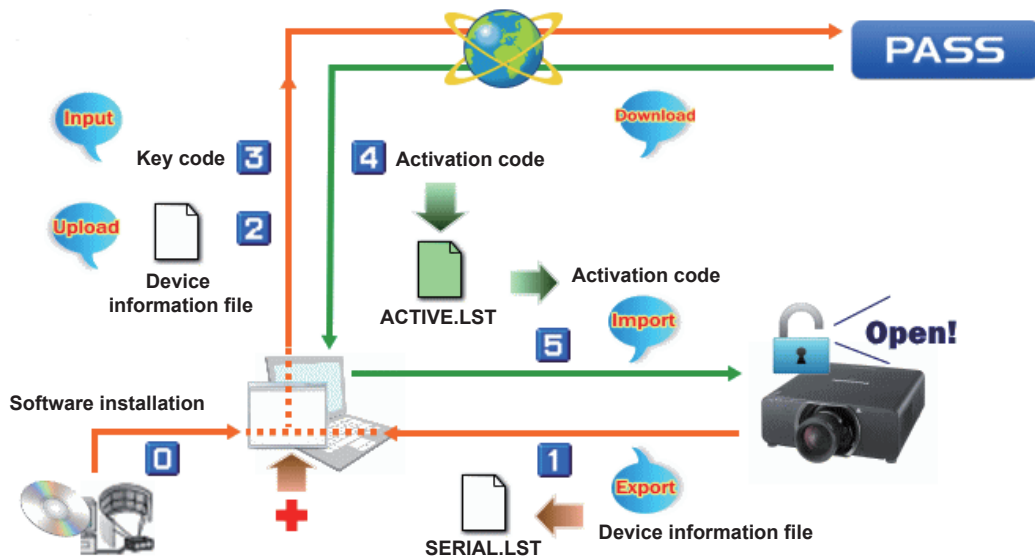 PASS
Input
Download
Key code
3
4
Activation code
Upload
2
Device
information file
ACTIVE.LST
Activation code
Import
5
Open!
Software installation
0
1
Export
SERIAL.LST
Device information file